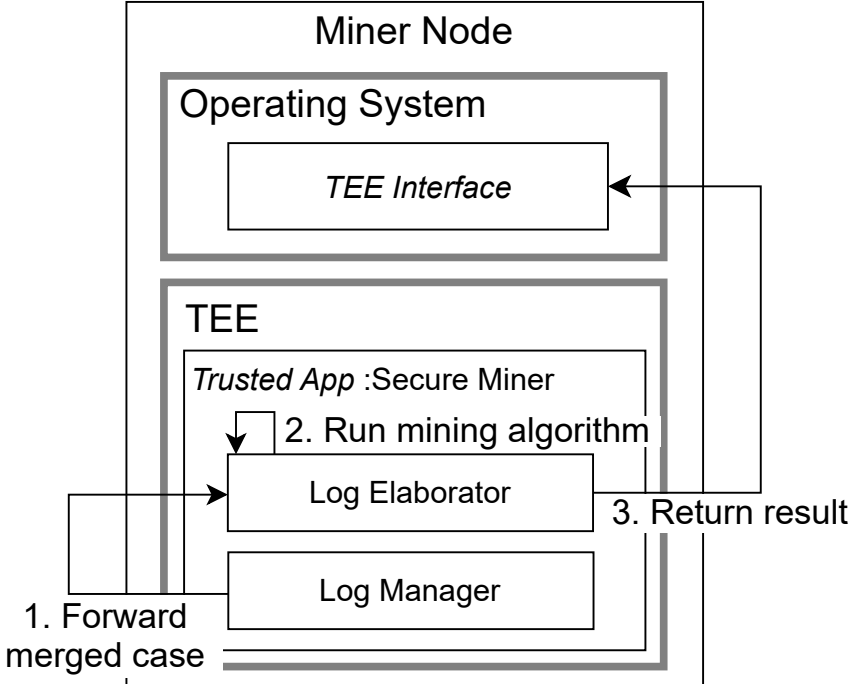 Miner Node
Operating System
TEE Interface
TEE
Trusted App :Secure Miner
2. Run mining algorithm
Log Elaborator
3. Return result
Log Manager
1. Forward
merged case